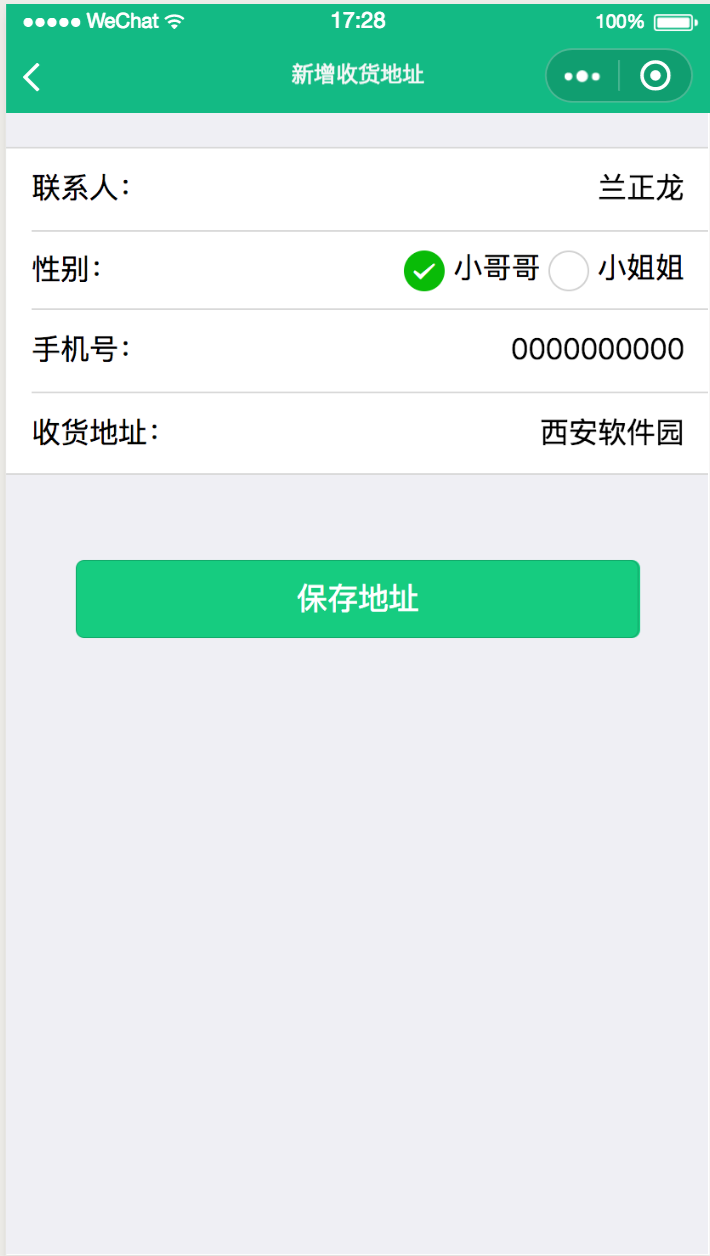 WeChat 17:28 100%
新增收货地址
联系人： 兰正龙
性别： 小哥哥 小姐姐
手机号： 0000000000
收货地址： 西安软件园
保存地址